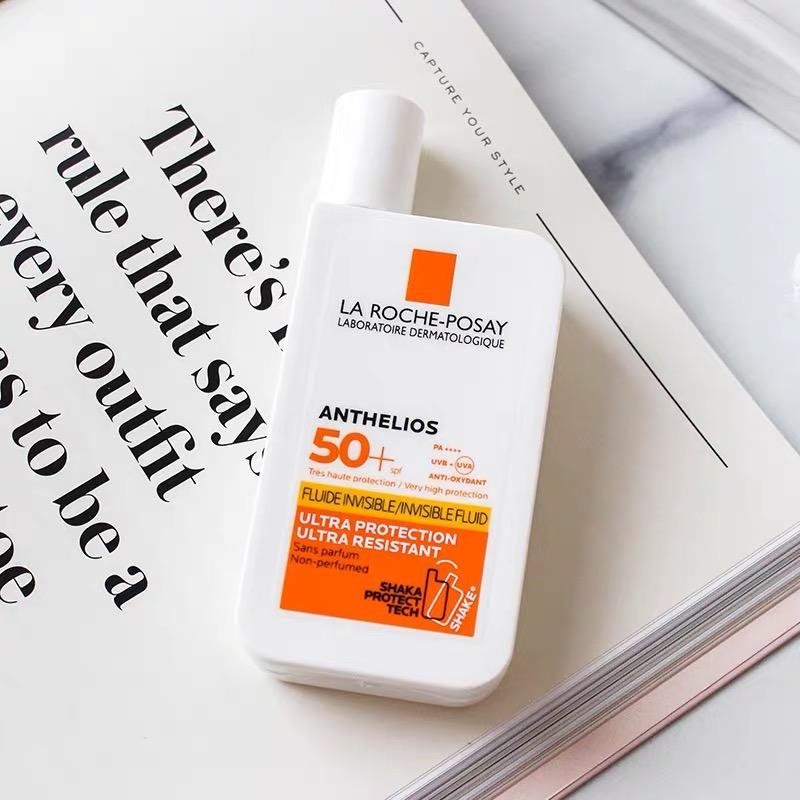 CAPTURE YOUR STYLE
There's
rule that says
every outfit
to be a
LA ROCHE-POSAY
LABORATOIRE DERMATOLOGIQUE
ANTHELIOS
50+ spf
PA ++++
UVB + UVA
ANTI-OXYDANT
Très haute protection / Very high protection
FLUIDE INVISIBLE/INVISIBLE FLUID
ULTRA PROTECTION
ULTRA RESISTANT
Sans parfum
Non-perfumed
SHAKA
PROTECT
TECH
SHAKE®